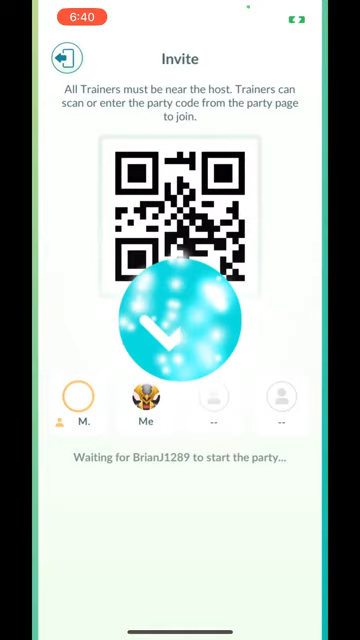 6:40
Invite
All Trainers must be near the host. Trainers can
scan or enter the party code from the party page
to join.
M.
Me
--
--
Waiting for BrianJ1289 to start the party...